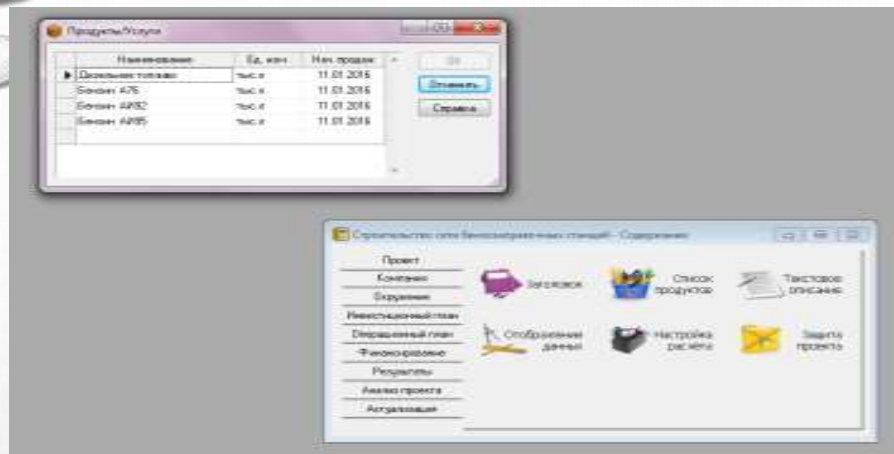 Продукты/Услуги
Наименование Ед. изм. Нач. продаж
Дизельное топливо тыс. л 11.01.2016
Бензин А76 тыс. л 11.01.2016
Бензин АИ92 тыс. л 11.01.2016
Бензин АИ95 тыс. л 11.01.2016
Отменить
Справка
Строительство сети бензозаправочных станций - Содержание
Проект
Компания
Окружение
Инвестиционный план
Операционный план
Финансирование
Результаты
Анализ проекта
Актуализация
Заголовок
Список
продуктов
Текстовое
описание
Отображение
данных
Настройка
расчёта
Защита
проекта